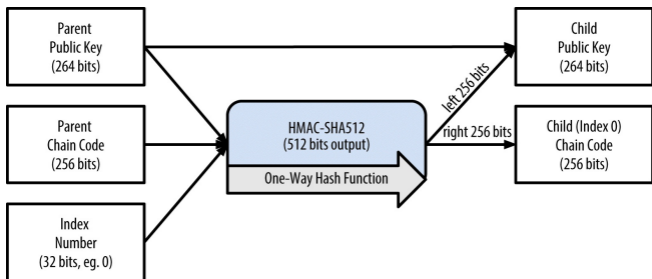 Parent
Public Key
(264 bits)
Child
Public Key
(264 bits)
left 256 bits
Parent
Chain Code
(256 bits)
HMAC-SHA512
(512 bits output)
One-Way Hash Function
right 256 bits
Child (Index 0)
Chain Code
(256 bits)
Index
Number
(32 bits, eg. 0)